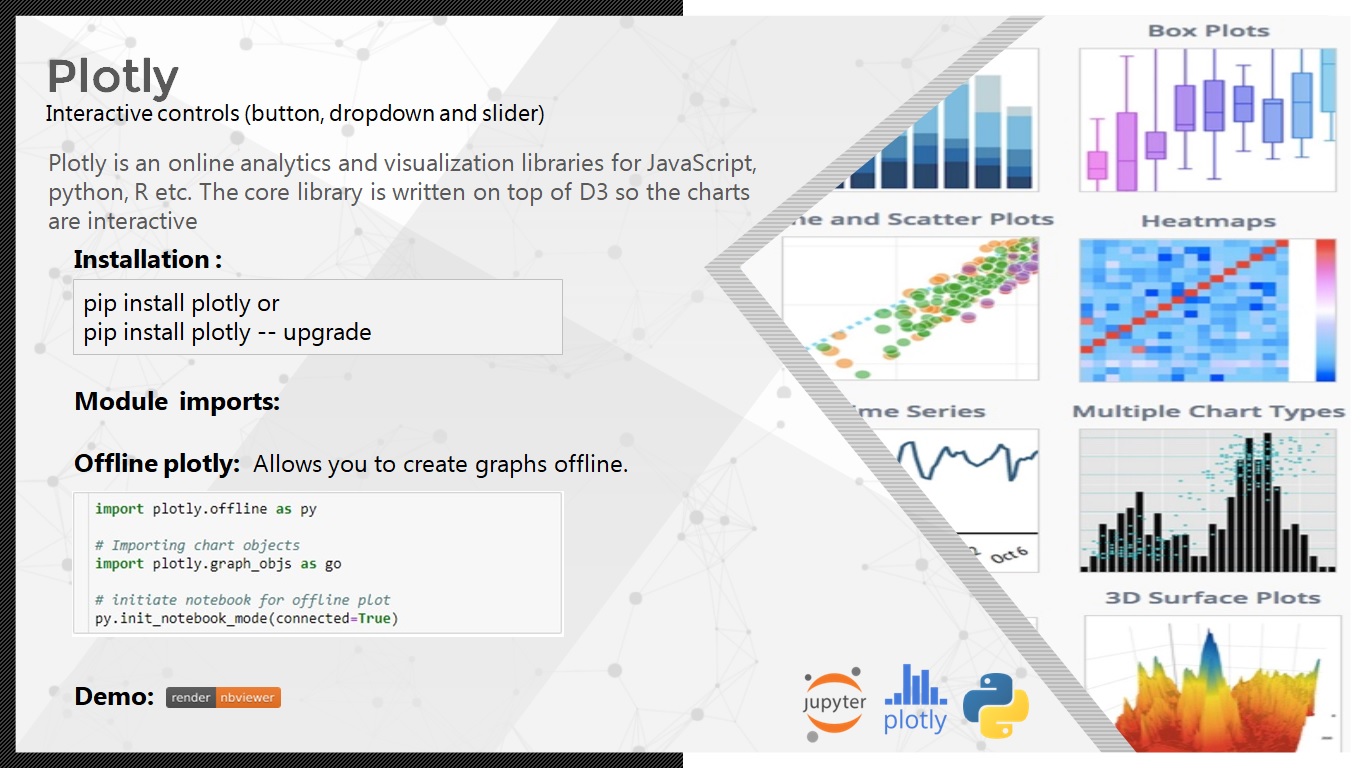 Plotly
Interactive controls (button, dropdown and slider)
Plotly is an online analytics and visualization libraries for JavaScript,
python, R etc. The core library is written on top of D3 so the charts
are interactive
Installation :
pip install plotly or
pip install plotly -- upgrade
Module imports:
Offline plotly: Allows you to create graphs offline.
import plotly.offline as py
# Importing chart objects
import plotly.graph_objs as go
# initiate notebook for offline plot
py.init_notebook_mode(connected=True)
Demo: render nbviewer
Box Plots
ne and Scatter Plots
Heatmaps
ime Series
Multiple Chart Types
2
Oct 6
3D Surface Plots
jupyter
plotly